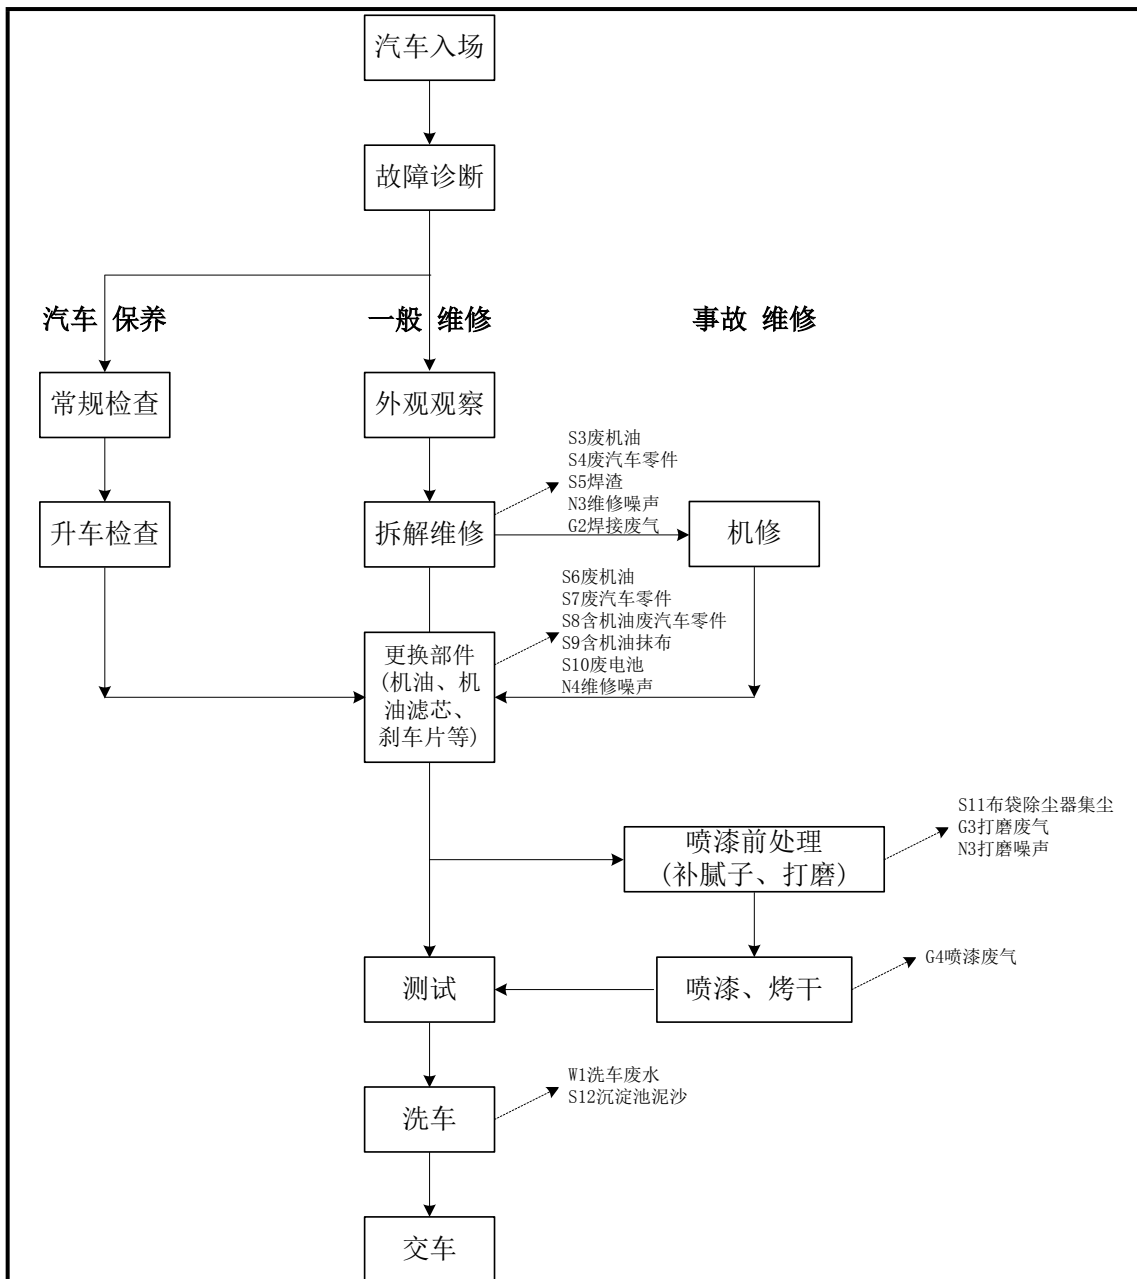 汽车入场
故障诊断
汽车 保养
一般 维修
事故 维修
常规检查
外观观察
S3废机油
S4废汽车零件
S5焊渣
N3维修噪声
G2焊接废气
升车检查
拆解维修
机修
S6废机油
S7废汽车零件
S8含机油废汽车零件
S9含机油抹布
S10废电池
N4维修噪声
更换部件
(机油、机
油滤芯、
刹车片等)
S11布袋除尘器集尘
G3打磨废气
N3打磨噪声
喷漆前处理
(补腻子、打磨)
G4喷漆废气
测试
喷漆、烤干
W1洗车废水
S12沉淀池泥沙
洗车
交车